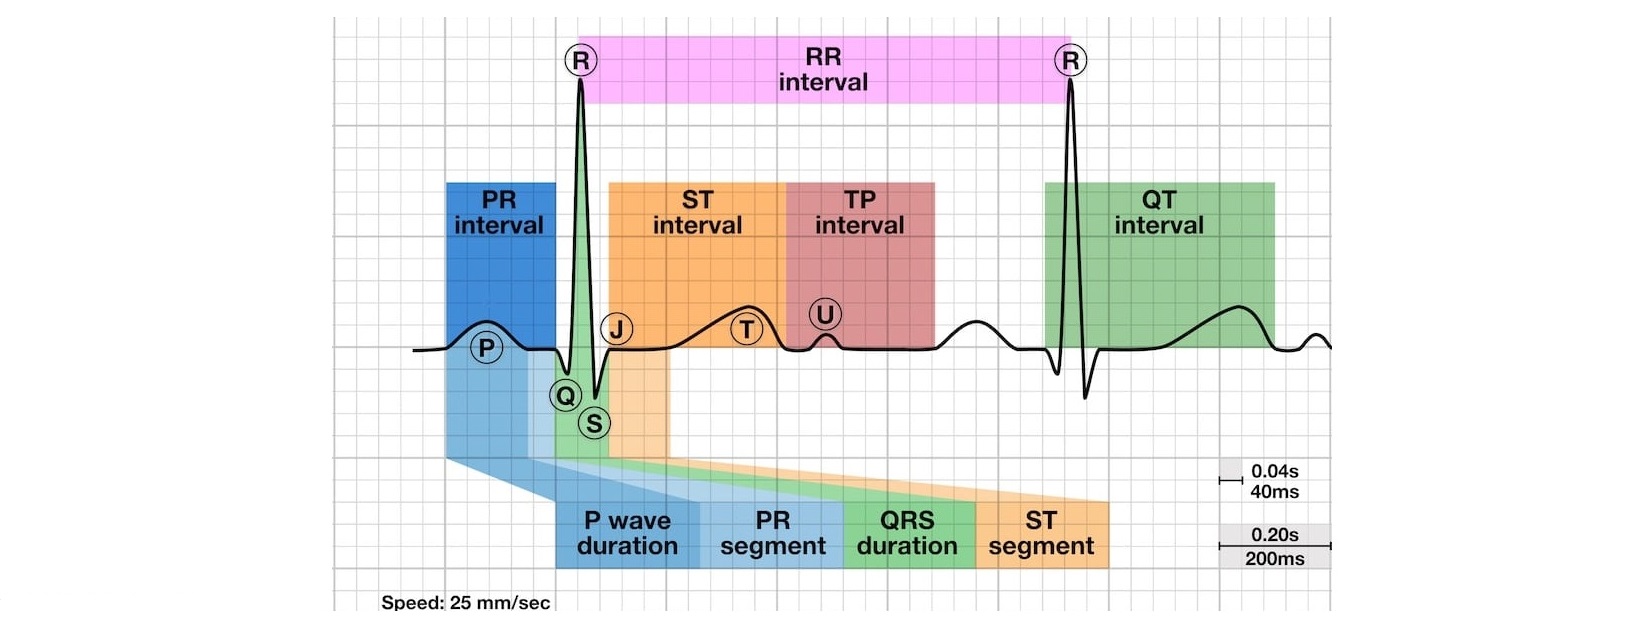 R
RR
interval
R
PR
interval
ST
interval
TP
interval
QT
interval
P
J
T
U
Q
S
0.04s
40ms
P wave
duration
PR
segment
QRS
duration
ST
segment
0.20s
200ms
Speed: 25 mm/sec